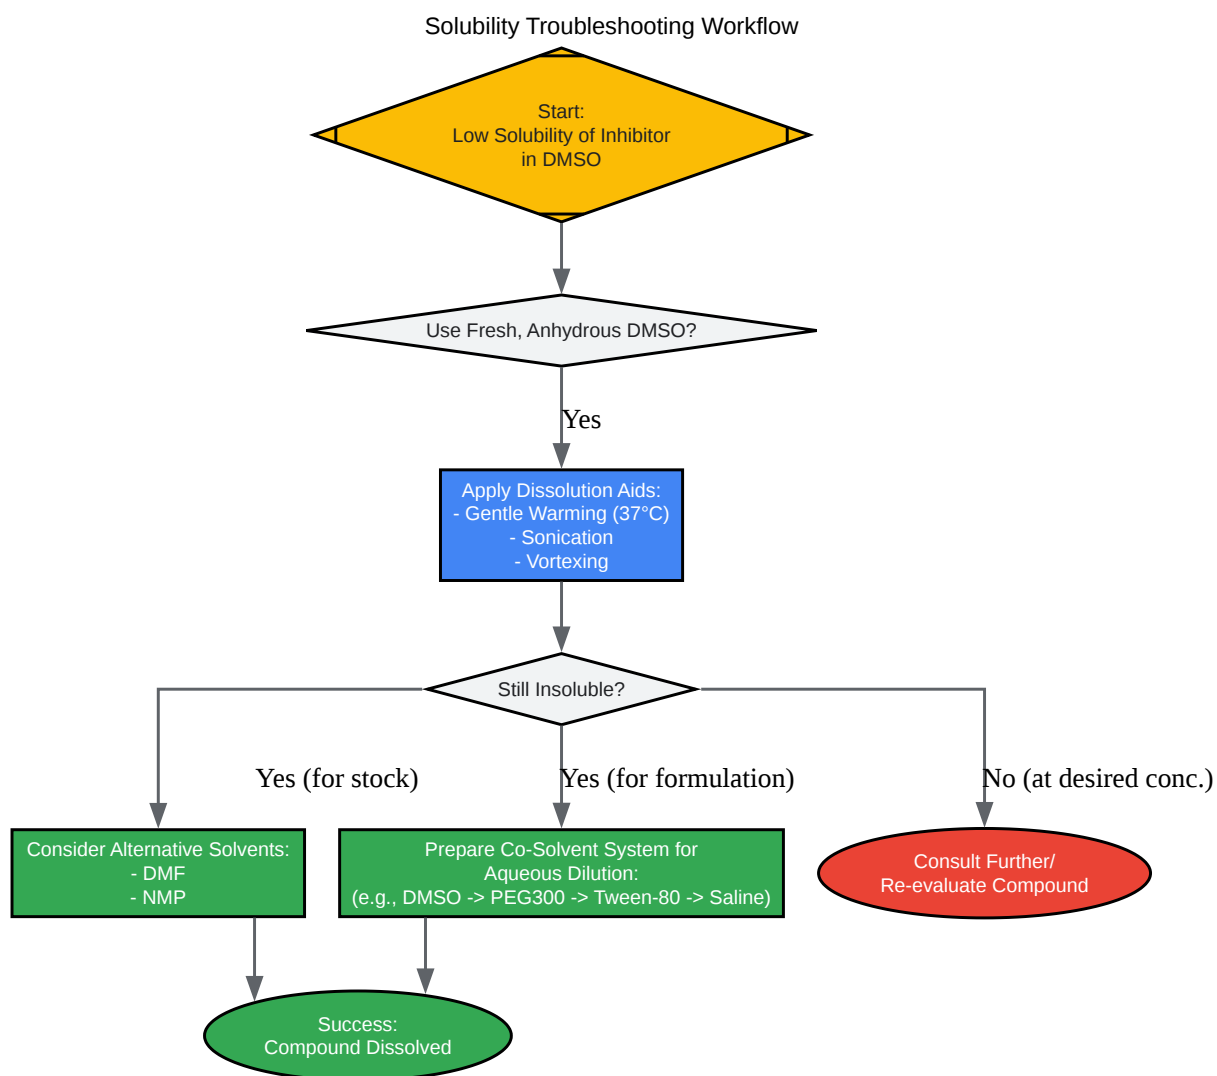 Solubility Troubleshooting Workflow
Start:
Low Solubility of Inhibitor
in DMSO
Use Fresh, Anhydrous DMSO?
Yes
Apply Dissolution Aids:
- Gentle Warming (37°C)
- Sonication
- Vortexing
Still Insoluble?
Yes (for stock)
Yes (for formulation)
No (at desired conc.)
Consider Alternative Solvents:
- DMF
- NMP
Prepare Co-Solvent System for
Aqueous Dilution:
(e.g., DMSO -> PEG300 -> Tween-80 -> Saline)
Consult Further/
Re-evaluate Compound
Success:
Compound Dissolved